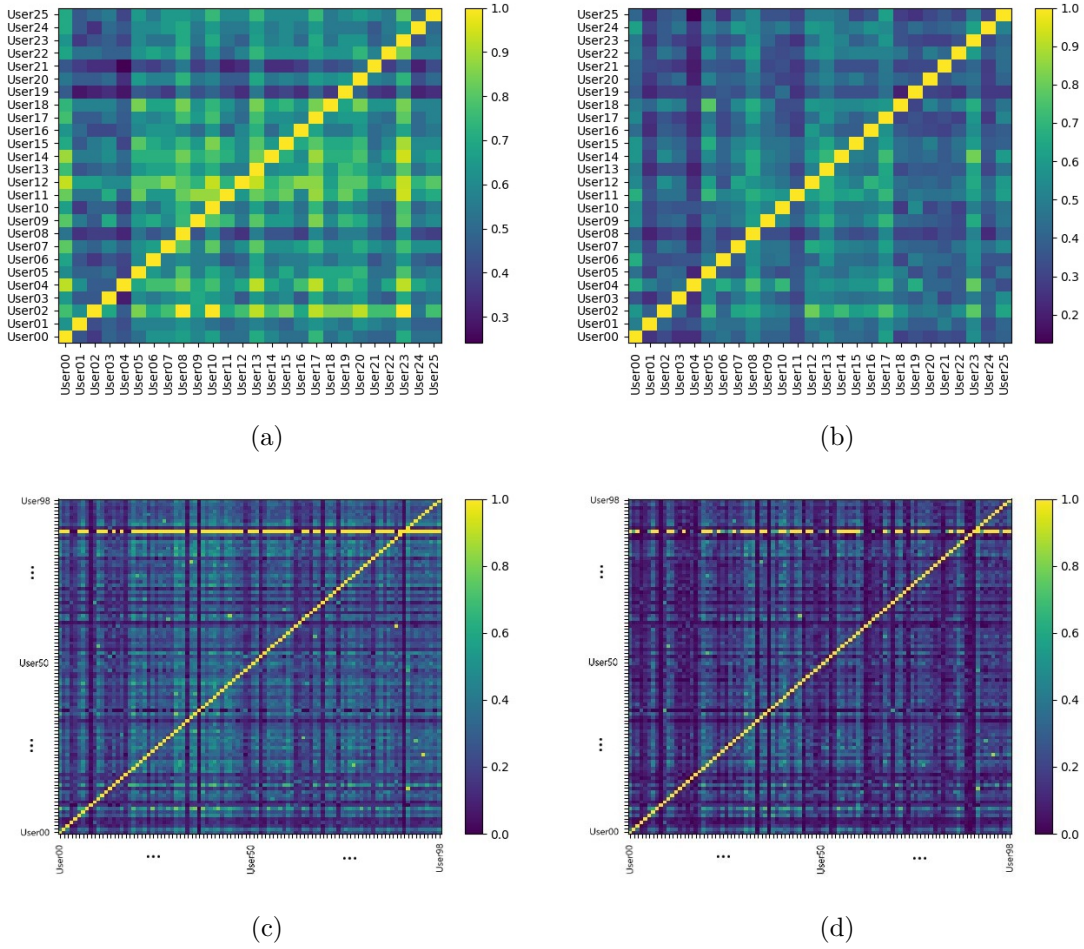 User25
User24
User23
User22
User21
User20
User19
User18
User17
User16
User15
User14
User13
User12
User11
User10
User09
User08
User07
User06
User05
User04
User03
User02
User01
User00
User00 User01 User02 User03 User04 User05 User06 User07 User08 User09 User10 User11 User12 User13 User14 User15 User16 User17 User18 User19 User20 User21 User22 User23 User24 User25
1.0
0.9
0.8
0.7
0.6
0.5
0.4
0.3
(a)
User25
User24
User23
User22
User21
User20
User19
User18
User17
User16
User15
User14
User13
User12
User11
User10
User09
User08
User07
User06
User05
User04
User03
User02
User01
User00
User00 User01 User02 User03 User04 User05 User06 User07 User08 User09 User10 User11 User12 User13 User14 User15 User16 User17 User18 User19 User20 User21 User22 User23 User24 User25
1.0
0.9
0.8
0.7
0.6
0.5
0.4
0.3
0.2
(b)
User98
...
User50
...
User00
User00 ... User50 ... User98
1.0
0.8
0.6
0.4
0.2
0.0
(c)
User98
...
User50
...
User00
User00 ... User50 ... User98
1.0
0.8
0.6
0.4
0.2
0.0
(d)